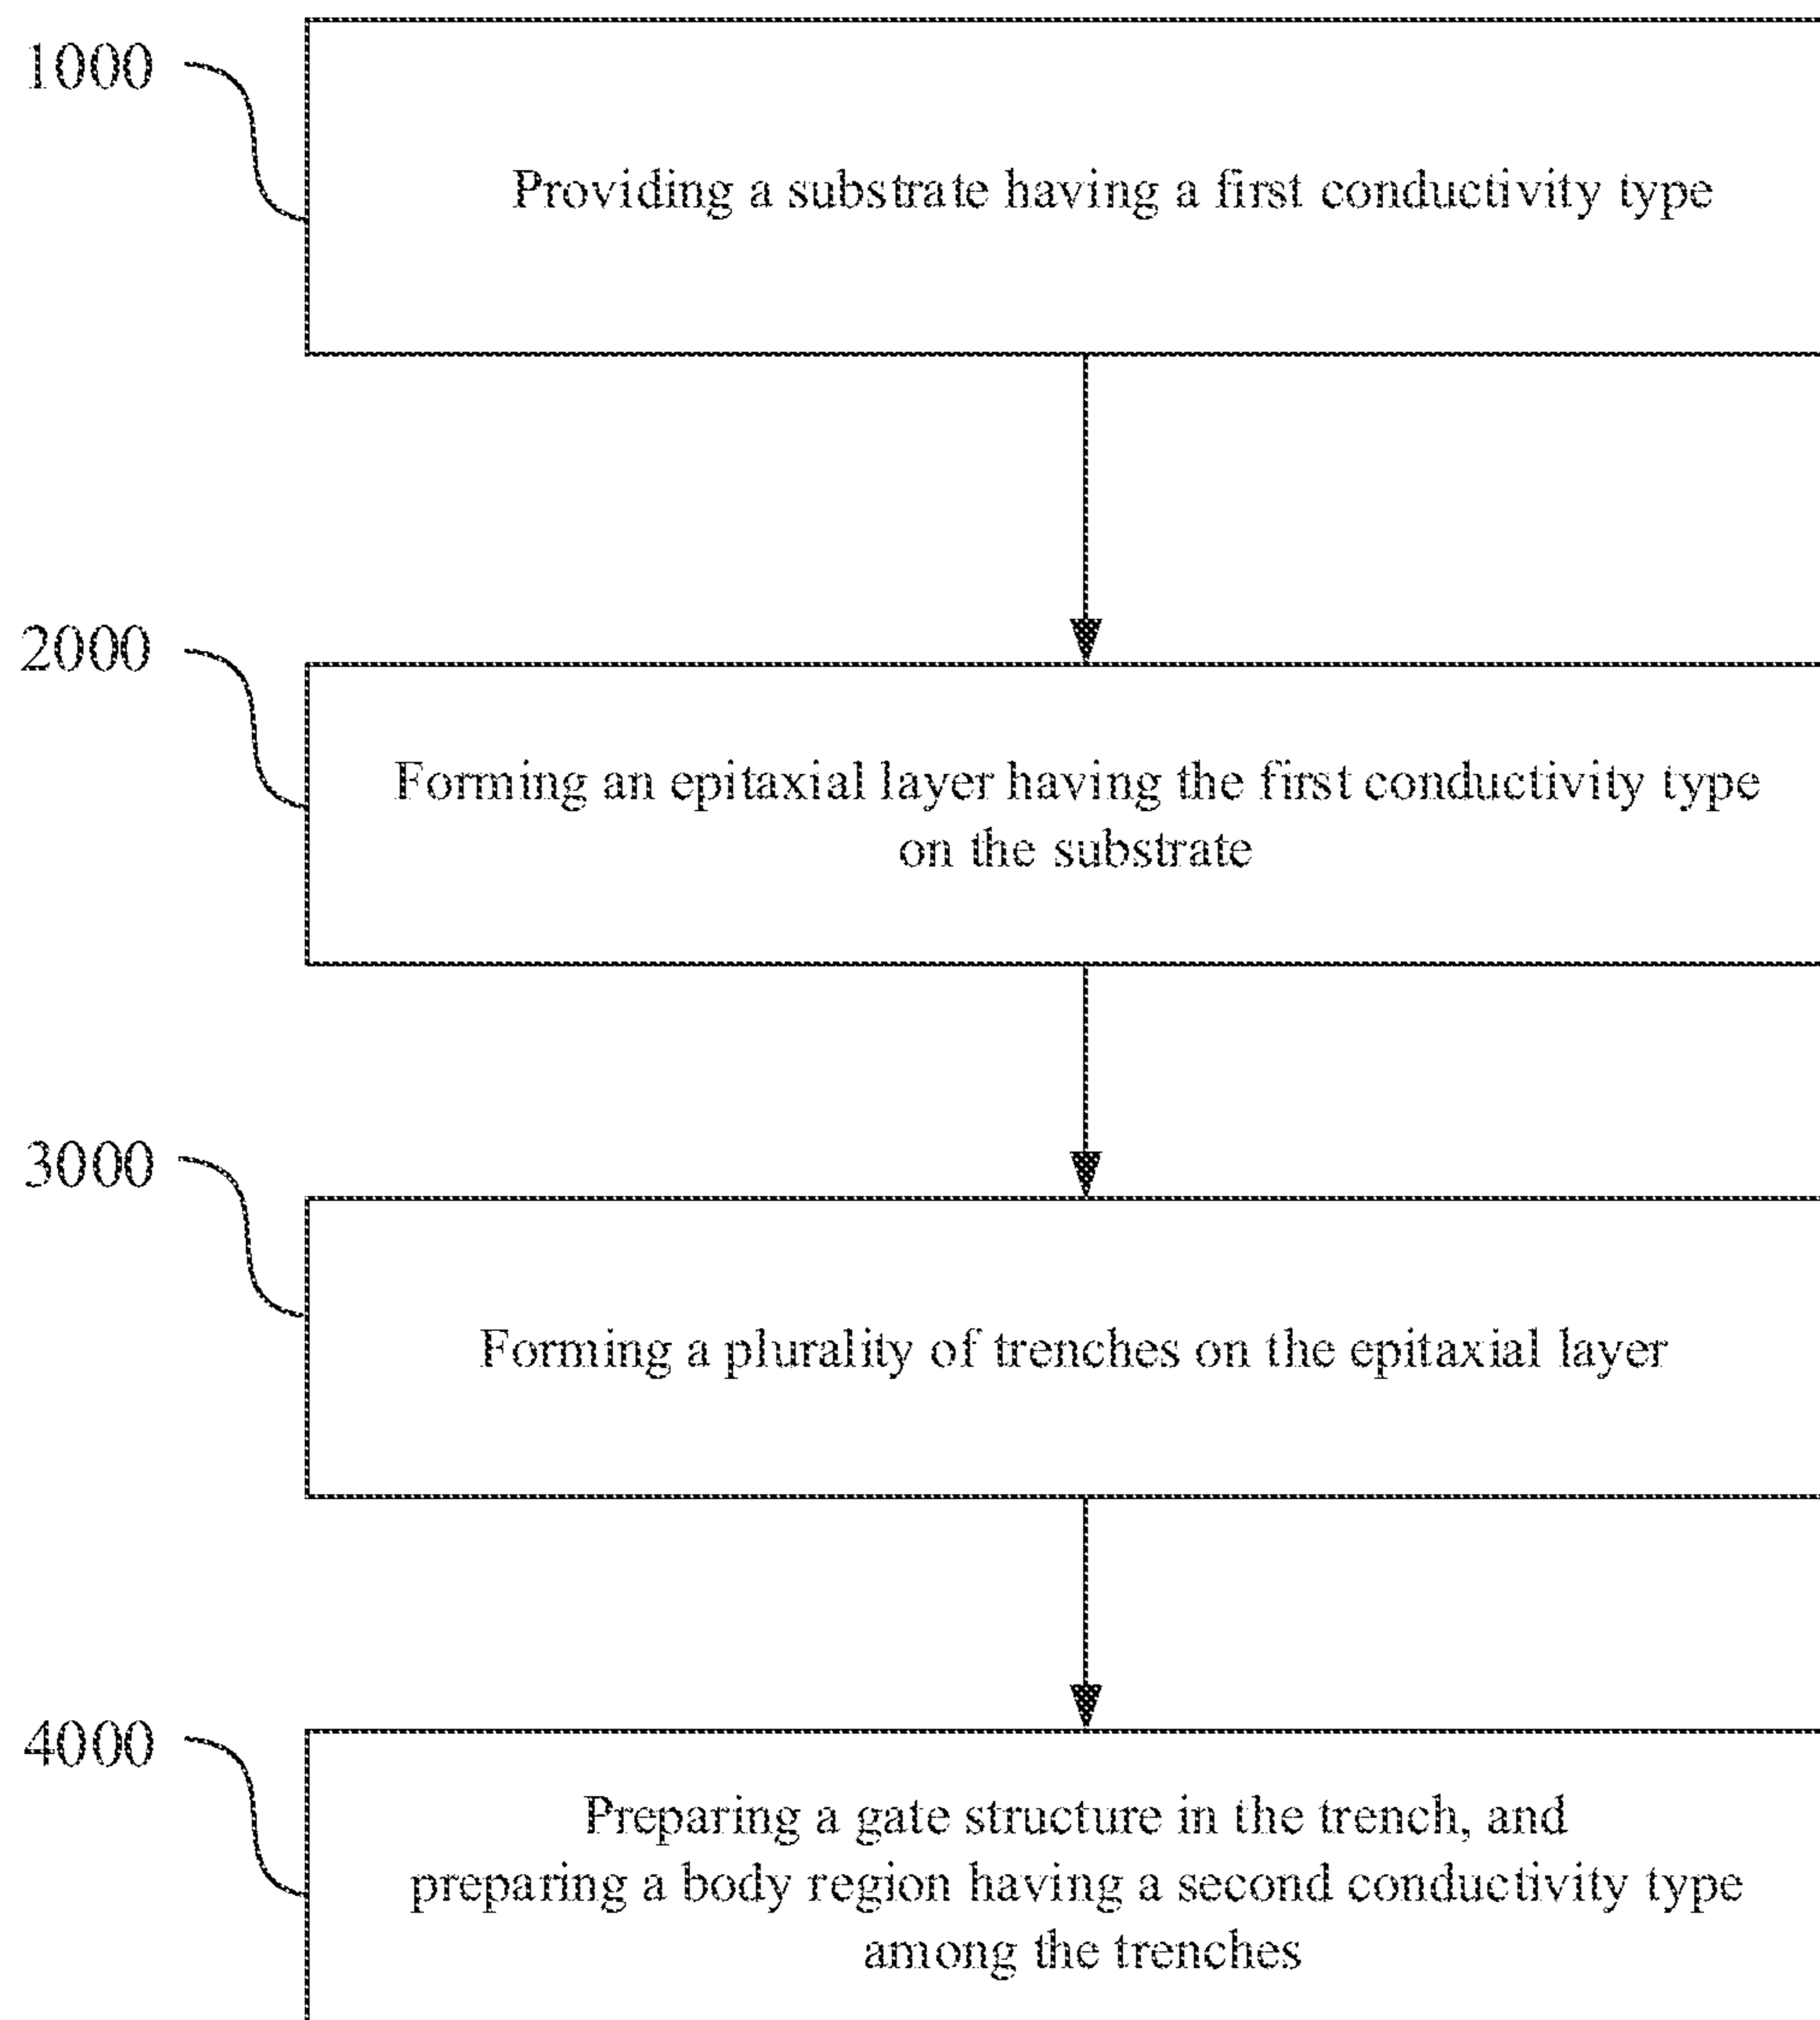 1000
Providing a substrate having a first conductivity type
2000
Forming an epitaxial layer having the first conductivity type
on the substrate
3000
Forming a plurality of trenches on the epitaxial layer
4000
Preparing a gate structure in the trench, and
preparing a body region having a second conductivity type
among the trenches